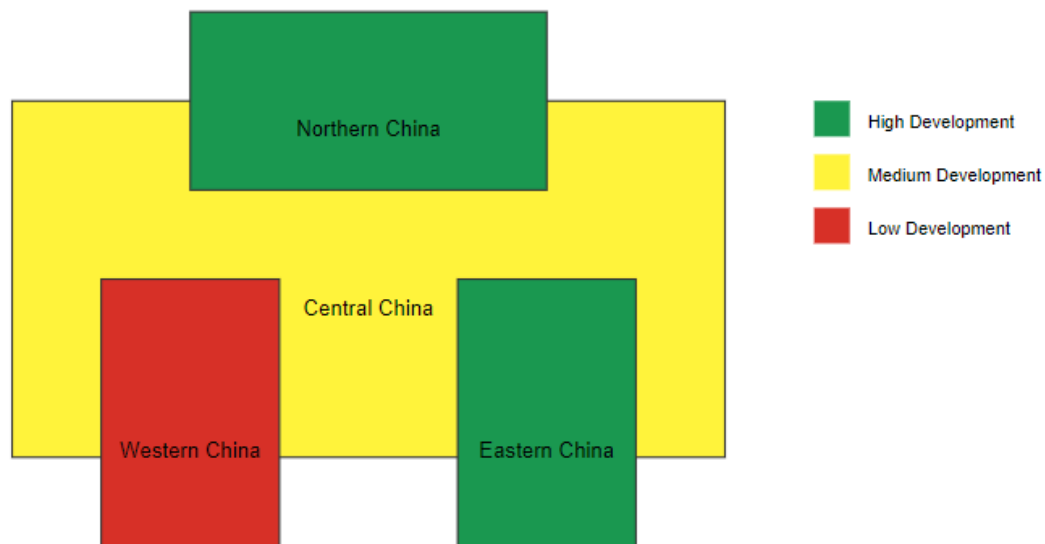 Northern China
Central China
Western China
Eastern China
High Development
Medium Development
Low Development